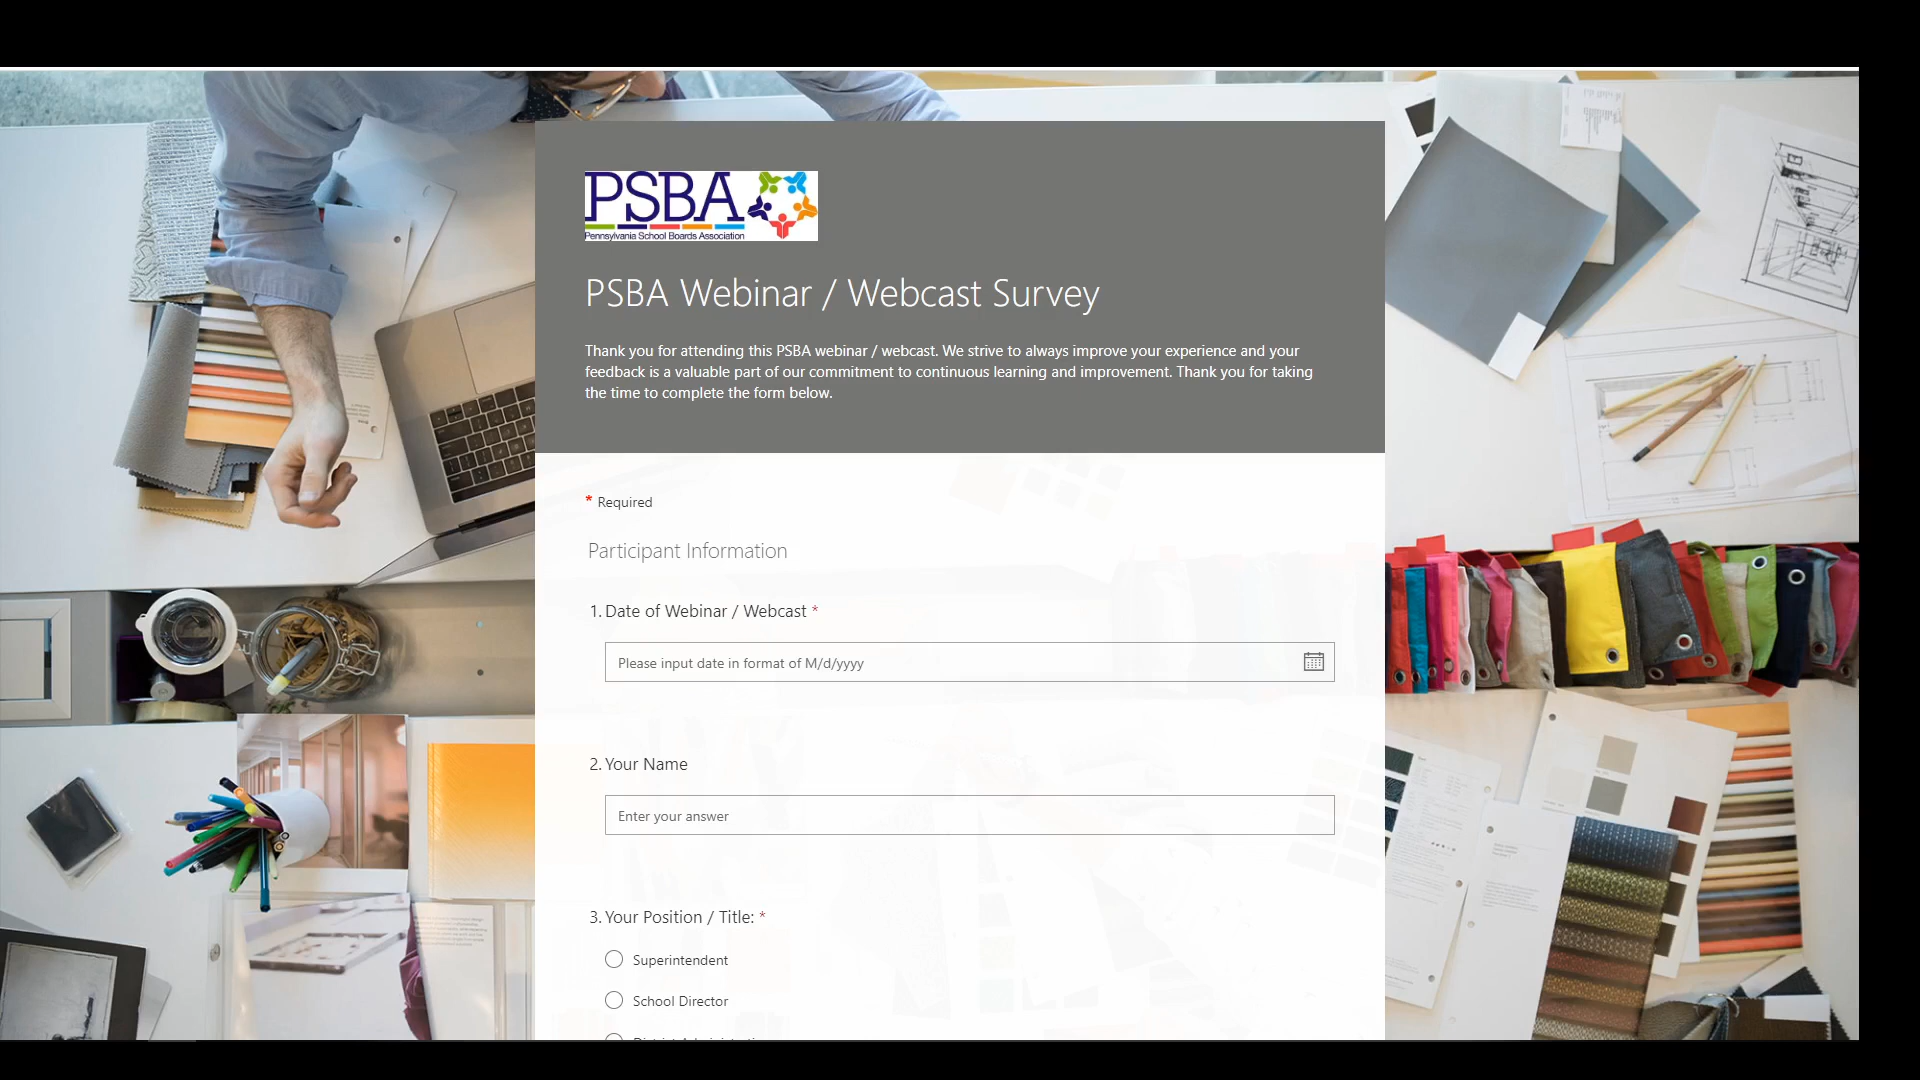 PSBA
Pennsylvania School Boards Association
PSBA Webinar / Webcast Survey
Thank you for attending this PSBA webinar / webcast. We strive to always improve your experience and your
feedback is a valuable part of our commitment to continuous learning and improvement. Thank you for taking
the time to complete the form below.
* Required
Participant Information
1. Date of Webinar / Webcast *
Please input date in format of M/d/yyyy
2. Your Name
Enter your answer
3. Your Position / Title: *
Superintendent
School Director